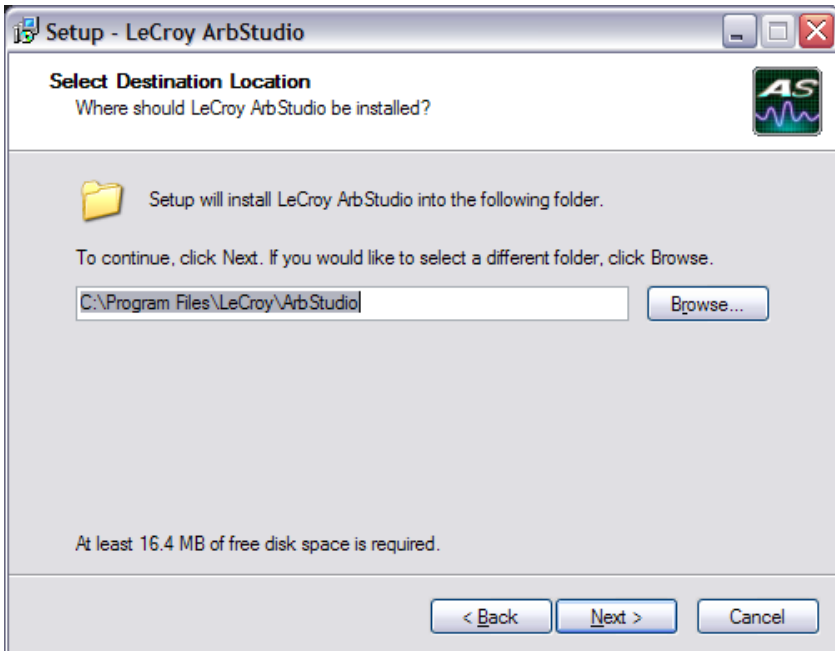 Setup - LeCroy ArbStudio
Select Destination Location
Where should LeCroy ArbStudio be installed?
AS
Setup will install LeCroy ArbStudio into the following folder.
To continue, click Next. If you would like to select a different folder, click Browse.
C:\Program Files\LeCroy\ArbStudio
Browse...
At least 16.4 MB of free disk space is required.
< Back
Next >
Cancel